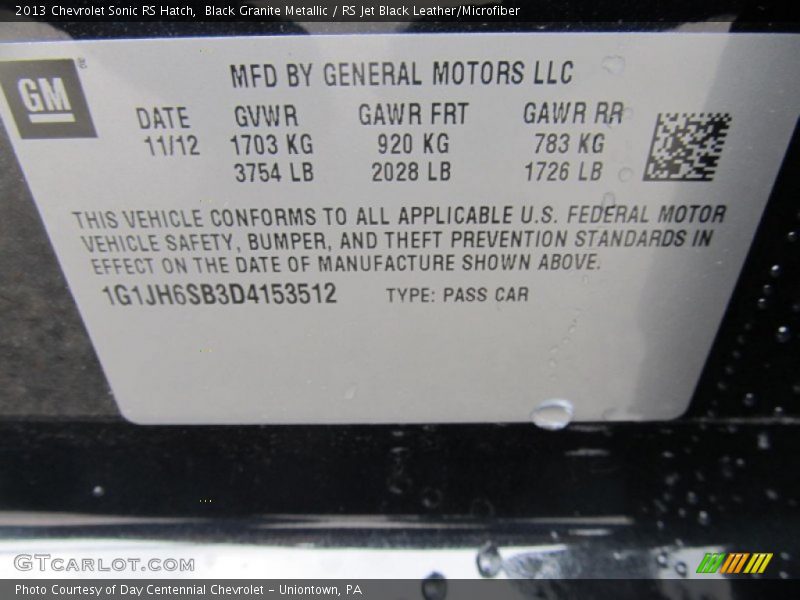 2013 Chevrolet Sonic RS Hatch, Black Granite Metallic / RS Jet Black Leather/Microfiber
GM
MFD BY GENERAL MOTORS LLC
DATE GVWR GAWR FRT GAWR RR
11/12 1703 KG 920 KG 783 KG
3754 LB 2028 LB 1726 LB
THIS VEHICLE CONFORMS TO ALL APPLICABLE U.S. FEDERAL MOTOR
VEHICLE SAFETY, BUMPER, AND THEFT PREVENTION STANDARDS IN
EFFECT ON THE DATE OF MANUFACTURE SHOWN ABOVE.
1G1JH6SB3D4153512 TYPE: PASS CAR
GTCARLOT.COM
Photo Courtesy of Day Centennial Chevrolet - Uniontown, PA